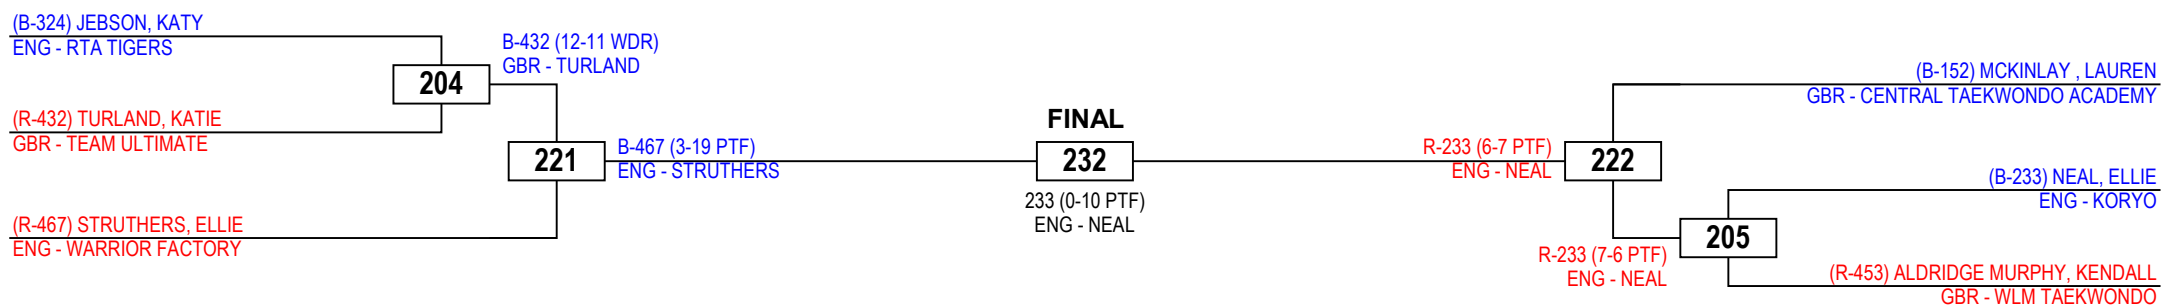 (B-324) JEBSON, KATY
ENG - RTA TIGERS
204
B-432 (12-11 WDR)
GBR - TURLAND
(R-432) TURLAND, KATIE
GBR - TEAM ULTIMATE
221
B-467 (3-19 PTF)
ENG - STRUTHERS
(R-467) STRUTHERS, ELLIE
ENG - WARRIOR FACTORY
FINAL
232
233 (0-10 PTF)
ENG - NEAL
(B-152) MCKINLAY , LAUREN
GBR - CENTRAL TAEKWONDO ACADEMY
R-233 (6-7 PTF)
ENG - NEAL
222
(B-233) NEAL, ELLIE
ENG - KORYO
205
R-233 (7-6 PTF)
ENG - NEAL
(R-453) ALDRIDGE MURPHY, KENDALL
GBR - WLM TAEKWONDO